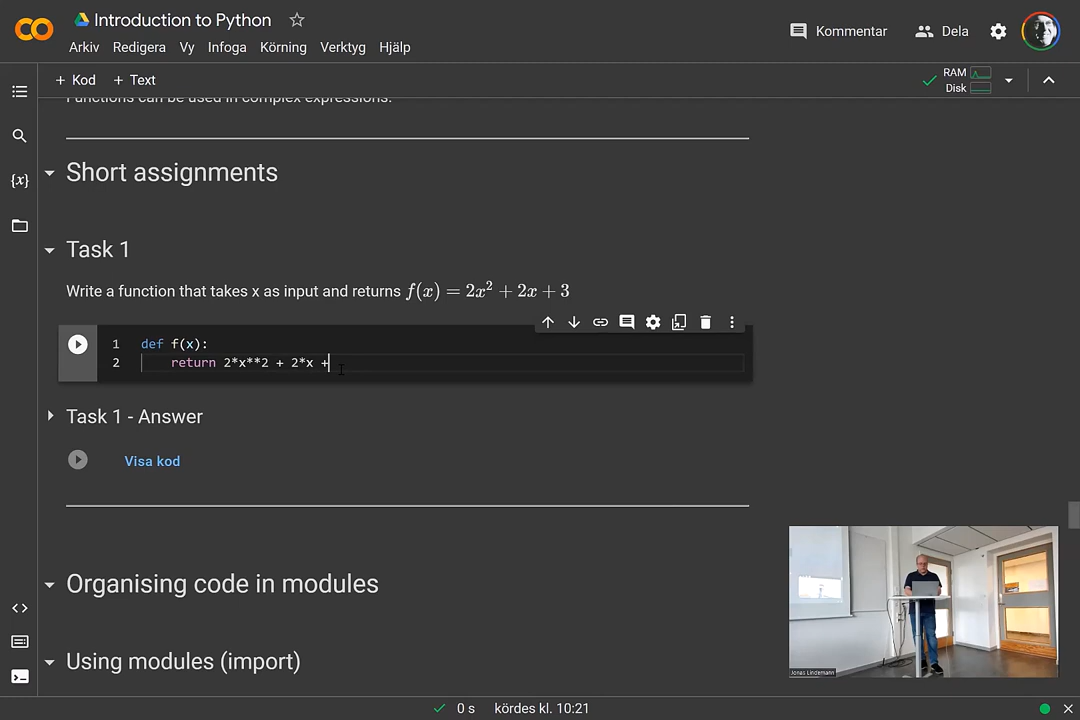 Introduction to Python
Arkiv Redigera Vy Infoga Körning Verktyg Hjälp
Kommentar
Dela
+ Kod + Text
RAM
Disk
Functions can be used in complex expressions.
Short assignments
{x}
Task 1
Write a function that takes x as input and returns f(x) = 2x² + 2x + 3
1 def f(x):
2 return 2*x**2 + 2*x +
Task 1 - Answer
Visa kod
Organising code in modules
Using modules (import)
Jonas Lindemann
0 s kördes kl. 10:21